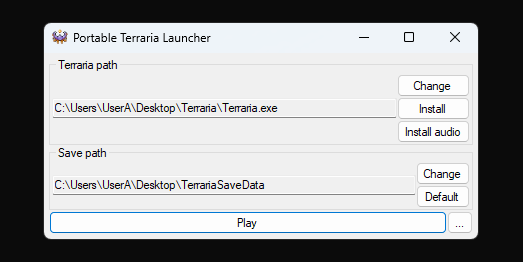 Portable Terraria Launcher
Terraria path
Change
C:\Users\UserA\Desktop\Terraria\Terraria.exe
Install
Install audio
Save path
Change
C:\Users\UserA\Desktop\TerrariaSaveData
Default
Play
...